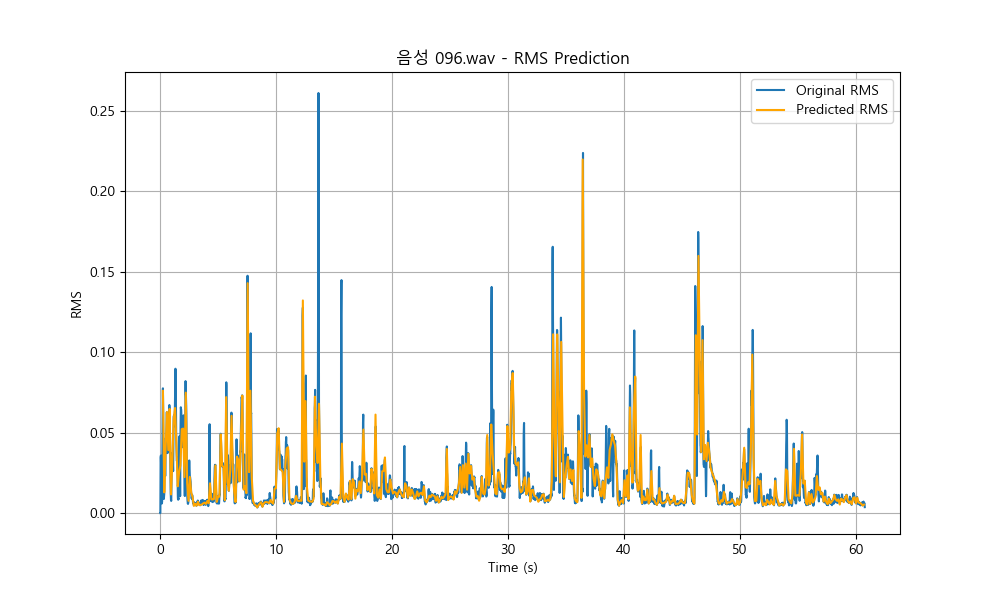 음성 096.wav - RMS Prediction
Original RMS
Predicted RMS
RMS
0.25
0.20
0.15
0.10
0.05
0.00
0 10 20 30 40 50 60
Time (s)